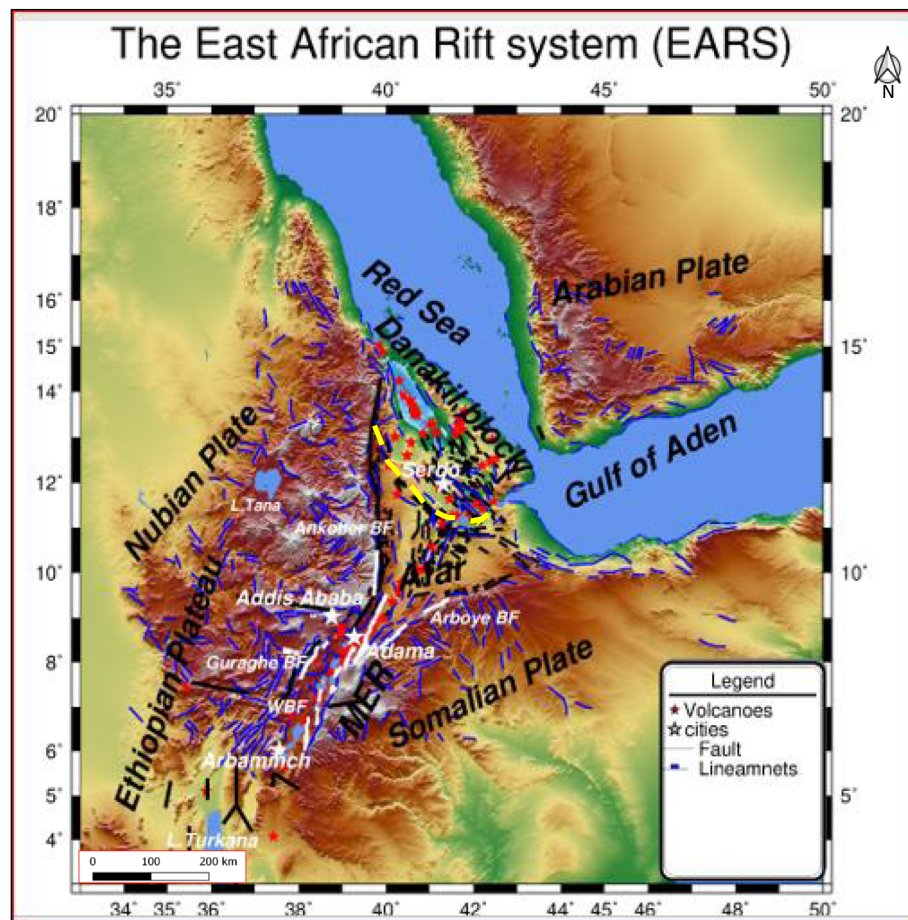 The East African Rift system (EARS)
N
35˚ 40˚ 45˚ 50˚
20˚ 20˚
18˚
16˚
15˚ 15˚
14˚
12˚
10˚ 10˚
8˚
6˚
5˚
4˚
Red Sea
Arabian Plate
Danakil block
Nubian Plate
Serdo
Gulf of Aden
L.Tana
Ankober BF
Afar
Addis Ababa
Arboye BF
Ethiopian Plateau
Guraghe BF
Adama
Somalian Plate
WBF
MER
Arbaminch
L.Turkana
Legend
Volcanoes
cities
Fault
Lineamnets
0 100 200 km
34˚ 35˚ 36˚ 38˚ 40˚ 42˚ 44˚ 45˚ 46˚ 48˚ 50˚